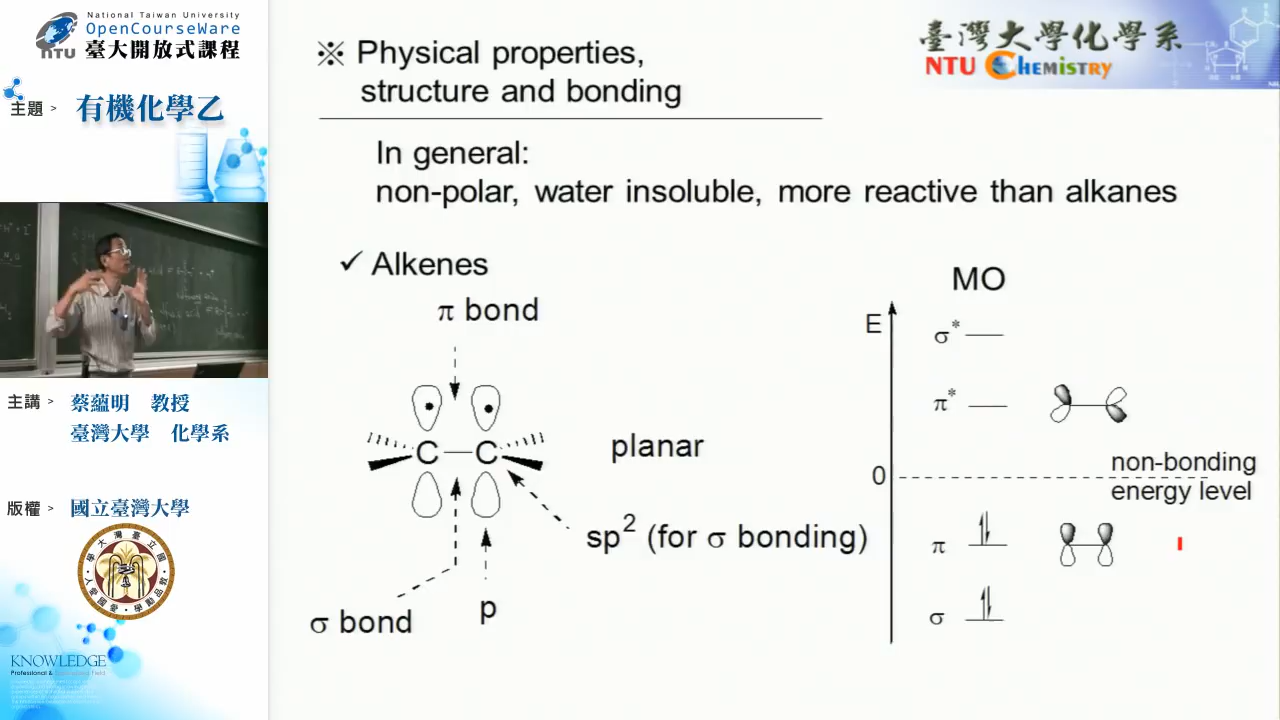 National Taiwan University
OpenCourseWare
NTU 臺大開放式課程
主題 > 有機化學乙
主講 > 蔡蘊明 教授
臺灣大學 化學系
版權 > 國立臺灣大學
KNOWLEDGE
臺灣大學化學系
NTU Chemistry
※ Physical properties,
structure and bonding
In general:
non-polar, water insoluble, more reactive than alkanes
✓ Alkenes
π bond
C C
planar
sp² (for σ bonding)
σ bond
p
MO
E
σ*
π*
0
non-bonding
energy level
π
σ